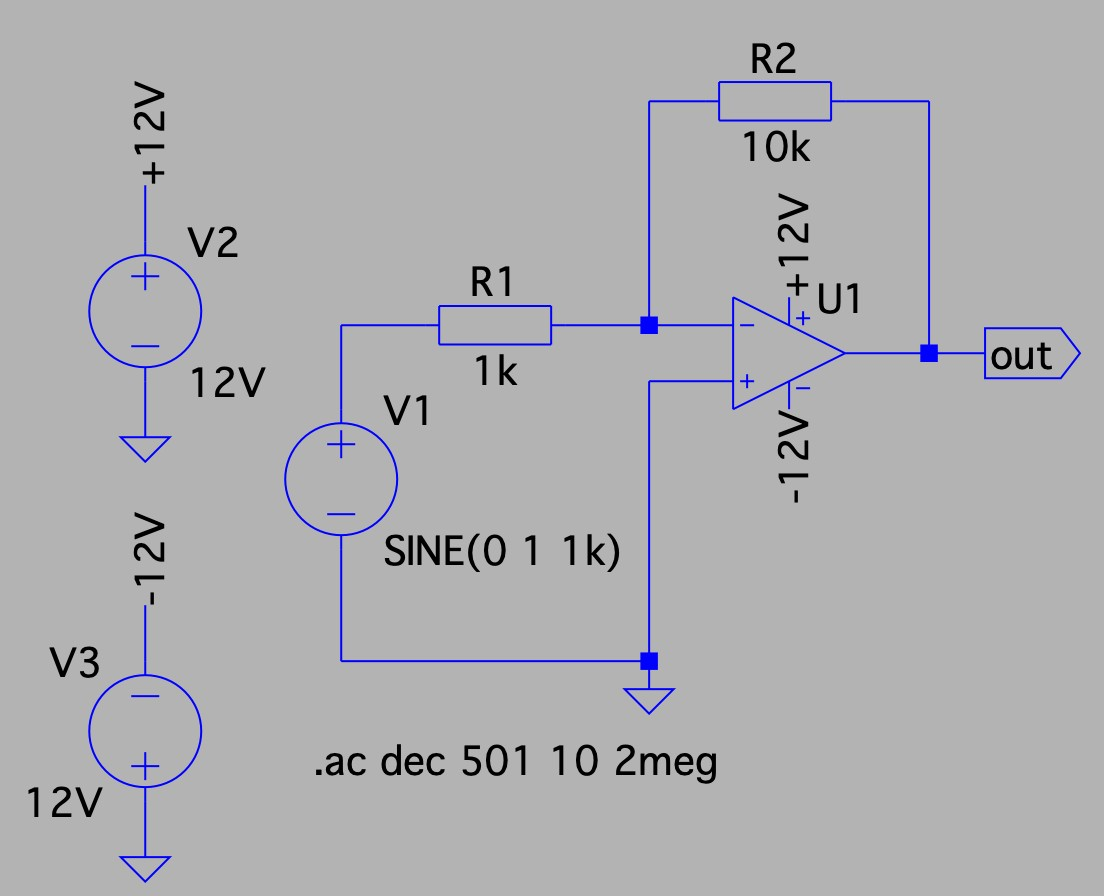 +12V
V2
12V
-12V
V3
12V
R1
1k
V1
SINE(0 1 1k)
R2
10k
+12V
U1
-12V
out
.ac dec 501 10 2meg